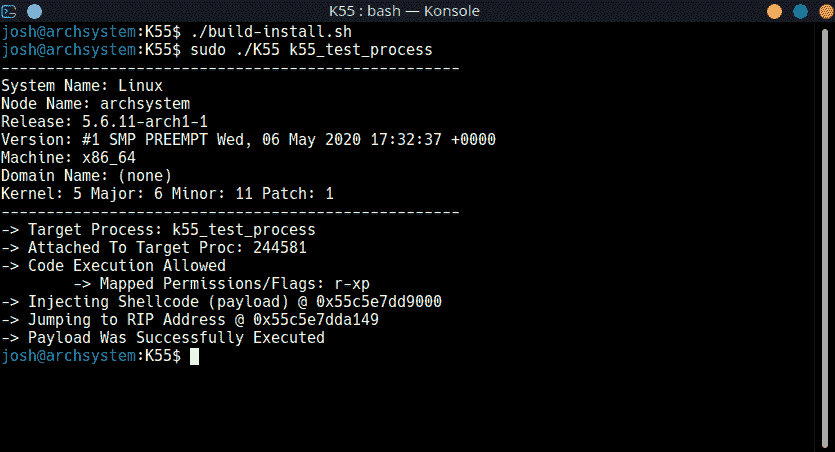 K55 : bash — Konsole
josh@archsystem:K55$ ./build-install.sh
josh@archsystem:K55$ sudo ./K55 k55_test_process
---------------------------------------------------
System Name: Linux
Node Name: archsystem
Release: 5.6.11-arch1-1
Version: #1 SMP PREEMPT Wed, 06 May 2020 17:32:37 +0000
Machine: x86_64
Domain Name: (none)
Kernel: 5 Major: 6 Minor: 11 Patch: 1
---------------------------------------------------
-> Target Process: k55_test_process
-> Attached To Target Proc: 244581
-> Code Execution Allowed
        -> Mapped Permissions/Flags: r-xp
-> Injecting Shellcode (payload) @ 0x55c5e7dd9000
-> Jumping to RIP Address @ 0x55c5e7dda149
-> Payload Was Successfully Executed
josh@archsystem:K55$